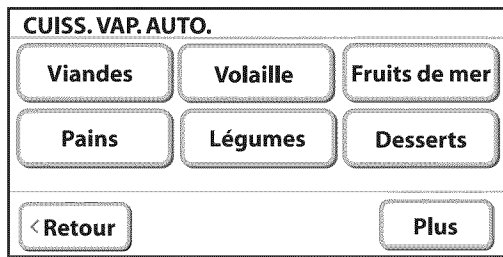 CUISS. VAP. AUTO.
Viandes Volaille Fruits de mer
Pains Légumes Desserts
< Retour Plus